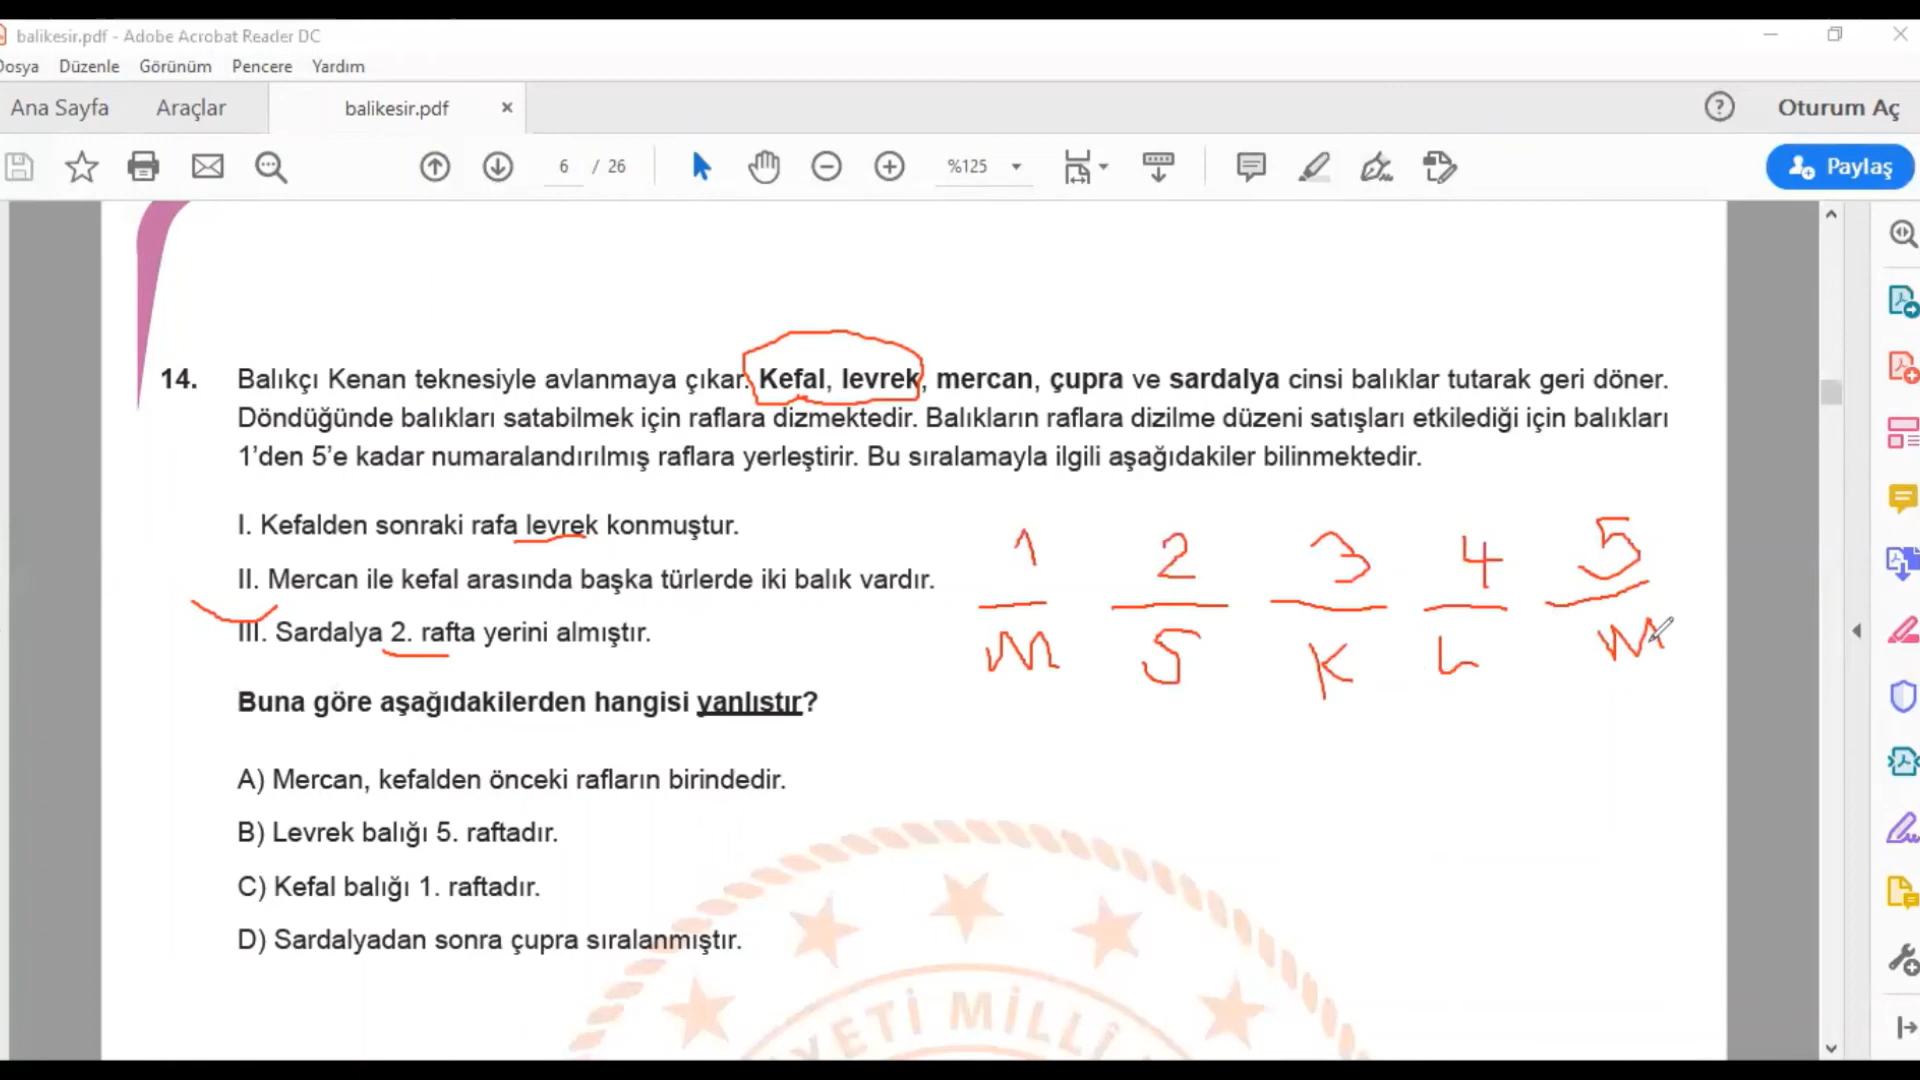 balikesir.pdf - Adobe Acrobat Reader DC
Dosya Düzenle Görünüm Pencere Yardım
Ana Sayfa Araçlar balikesir.pdf × ? Oturum Aç
6 / 26 %125 Paylaş
14. Balıkçı Kenan teknesiyle avlanmaya çıkar. Kefal, levrek, mercan, çupra ve sardalya cinsi balıklar tutarak geri döner.
Döndüğünde balıkları satabilmek için raflara dizmektedir. Balıkların raflara dizilme düzeni satışları etkilediği için balıkları
1’den 5’e kadar numaralandırılmış raflara yerleştirir. Bu sıralamayla ilgili aşağıdakiler bilinmektedir.
I. Kefalden sonraki rafa levrek konmuştur.
II. Mercan ile kefal arasında başka türlerde iki balık vardır.
III. Sardalya 2. rafta yerini almıştır.
1 2 3 4 5
M S K L M
Buna göre aşağıdakilerden hangisi yanlıştır?
A) Mercan, kefalden önceki rafların birindedir.
B) Levrek balığı 5. raftadır.
C) Kefal balığı 1. raftadır.
D) Sardalyadan sonra çupra sıralanmıştır.
YETİ MİLLÎ